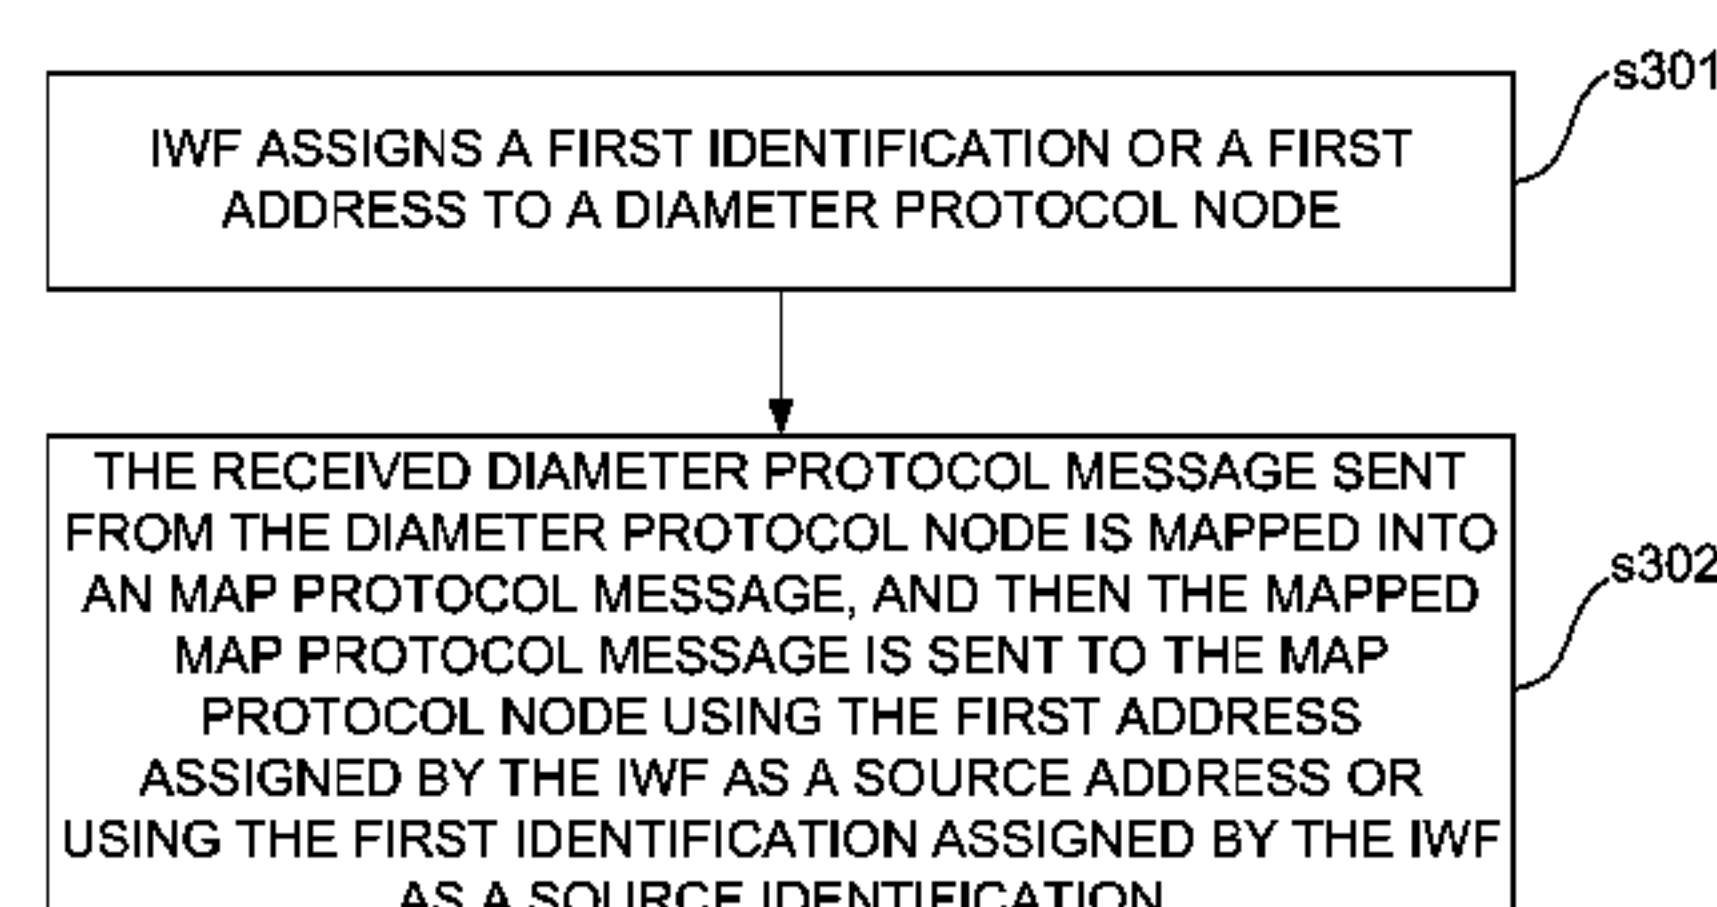 s301
IWF ASSIGNS A FIRST IDENTIFICATION OR A FIRST
ADDRESS TO A DIAMETER PROTOCOL NODE
THE RECEIVED DIAMETER PROTOCOL MESSAGE SENT
FROM THE DIAMETER PROTOCOL NODE IS MAPPED INTO
AN MAP PROTOCOL MESSAGE, AND THEN THE MAPPED
MAP PROTOCOL MESSAGE IS SENT TO THE MAP
PROTOCOL NODE USING THE FIRST ADDRESS
ASSIGNED BY THE IWF AS A SOURCE ADDRESS OR
USING THE FIRST IDENTIFICATION ASSIGNED BY THE IWF
AS A SOURCE IDENTIFICATION
s302